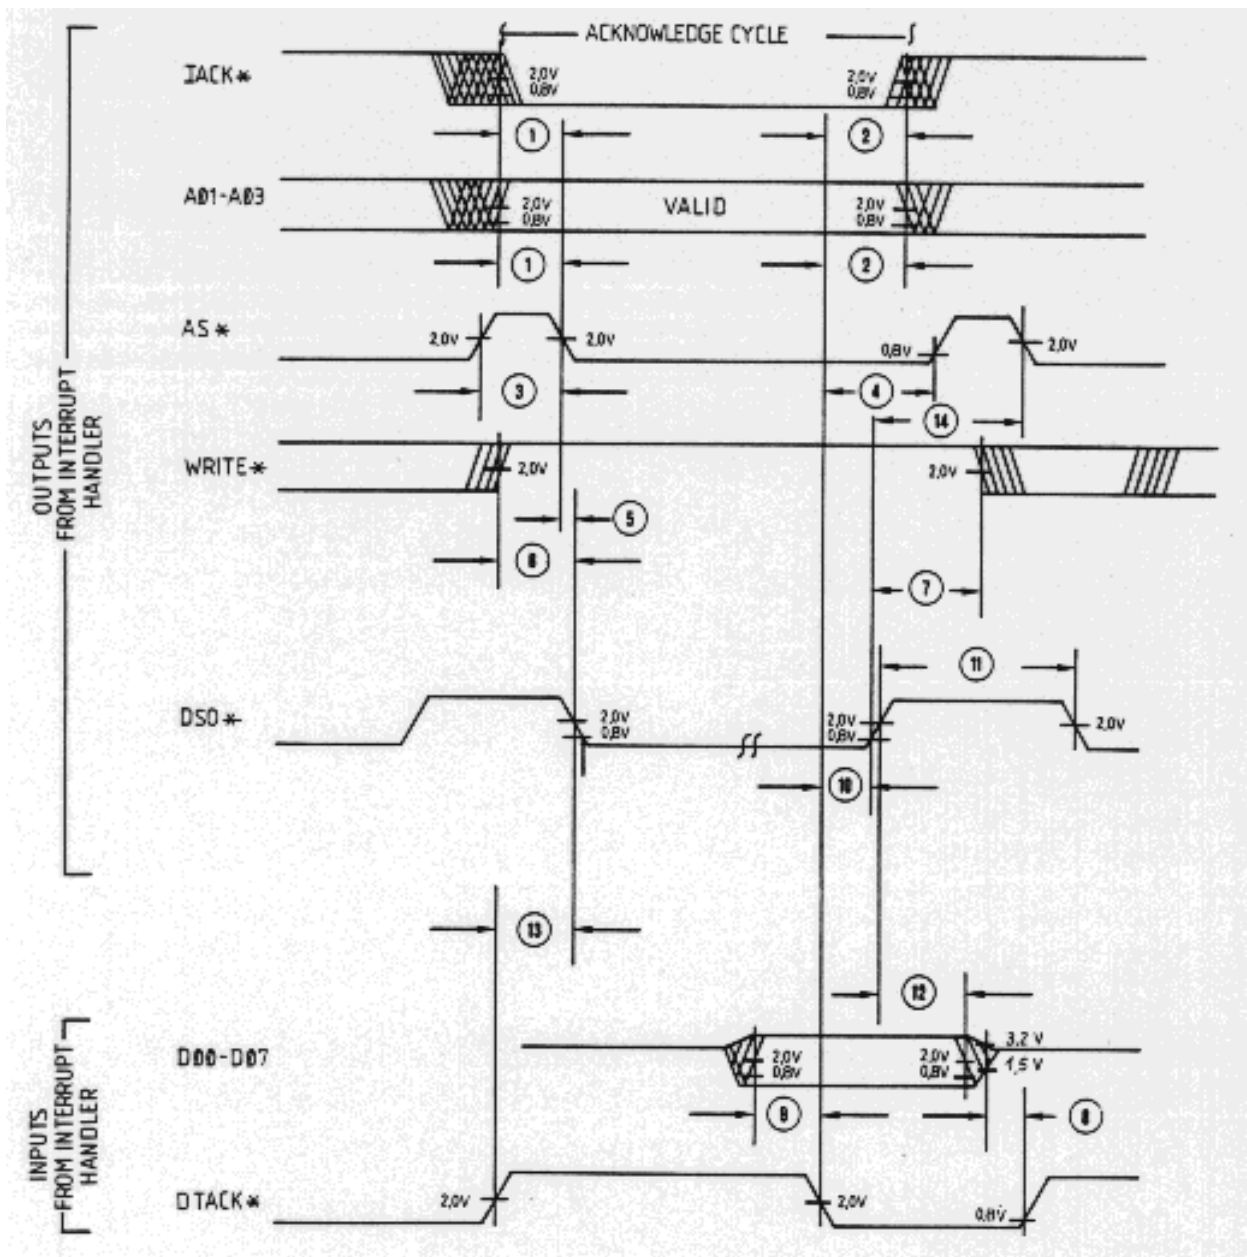 ACKNOWLEDGE CYCLE
IACK*
2,0V
0,8V
2,0V
0,8V
1
2
A01-A03
2,0V
0,8V
VALID
2,0V
0,8V
1
2
AS*
2,0V
2,0V
0,8V
2,0V
3
4
14
WRITE*
2,0V
2,0V
5
6
7
11
OUTPUTS
FROM INTERRUPT
HANDLER
DS0*
2,0V
0,8V
2,0V
0,8V
2,0V
10
13
12
D00-D07
2,0V
0,8V
2,0V
0,8V
3,2 V
1,5 V
9
8
INPUTS
FROM INTERRUPT
HANDLER
DTACK*
2,0V
2,0V
0,8V